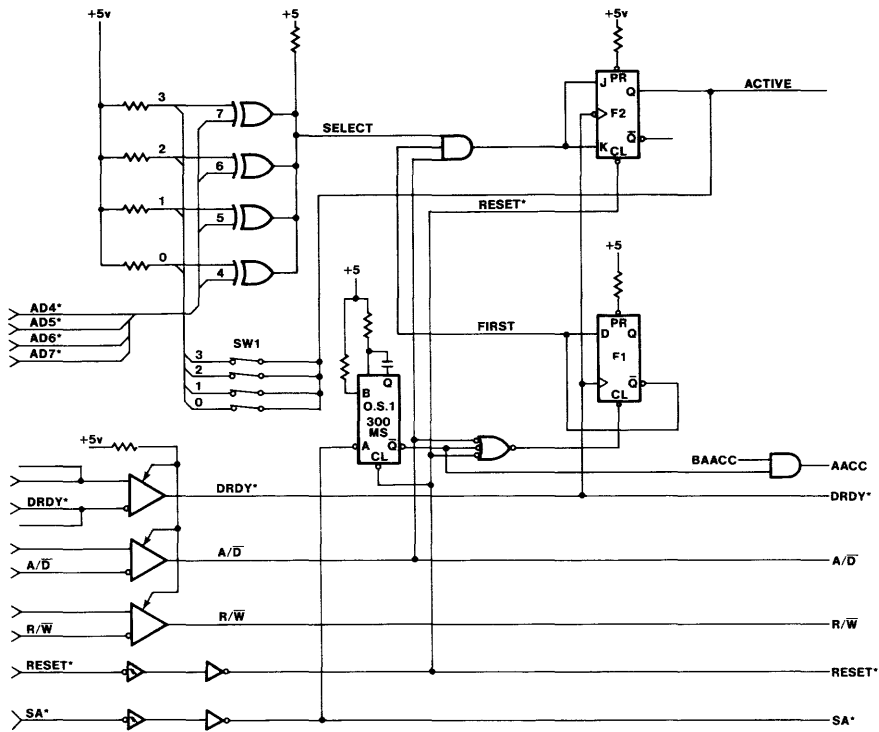 +5v
+5
+5v
3
7
2
6
1
5
0
4
SELECT
J
PR
Q
F2
K
CL
Q̅
ACTIVE
RESET*
AD4*
AD5*
AD6*
AD7*
SW1
3
2
1
0
+5
Q
B
O.S.1
300
MS
A
Q̅
CL
FIRST
+5
PR
D
Q
F1
Q̅
CL
BAACC
AACC
+5v
DRDY*
DRDY*
DRDY*
A/D̅
A/D̅
A/D̅
R/W̅
R/W̅
R/W̅
RESET*
RESET*
SA*
SA*